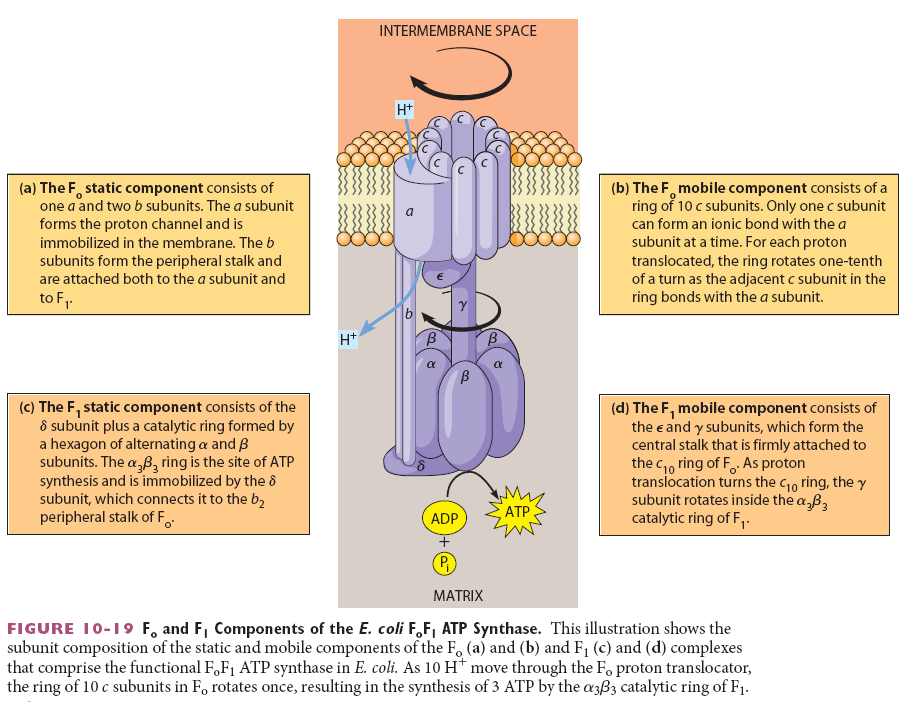 INTERMEMBRANE SPACE
H⁺
c
c
c
c
c
c
c
c
c
c
(a) The Fₒ static component consists of
one a and two b subunits. The a subunit
forms the proton channel and is
immobilized in the membrane. The b
subunits form the peripheral stalk and
are attached both to the a subunit and
to F₁.
a
(b) The Fₒ mobile component consists of a
ring of 10 c subunits. Only one c subunit
can form an ionic bond with the a
subunit at a time. For each proton
translocated, the ring rotates one-tenth
of a turn as the adjacent c subunit in the
ring bonds with the a subunit.
ϵ
γ
b
H⁺
β
β
α
α
β
(c) The F₁ static component consists of the
δ subunit plus a catalytic ring formed by
a hexagon of alternating α and β
subunits. The α₃β₃ ring is the site of ATP
synthesis and is immobilized by the δ
subunit, which connects it to the b₂
peripheral stalk of Fₒ.
δ
(d) The F₁ mobile component consists of
the ϵ and γ subunits, which form the
central stalk that is firmly attached to
the c₁₀ ring of Fₒ. As proton
translocation turns the c₁₀ ring, the γ
subunit rotates inside the α₃β₃
catalytic ring of F₁.
ADP
+
Pᵢ
ATP
MATRIX
FIGURE 10-19 Fₒ and F₁ Components of the E. coli FₒF₁ ATP Synthase. This illustration shows the
subunit composition of the static and mobile components of the Fₒ (a) and (b) and F₁ (c) and (d) complexes
that comprise the functional FₒF₁ ATP synthase in E. coli. As 10 H⁺ move through the Fₒ proton translocator,
the ring of 10 c subunits in Fₒ rotates once, resulting in the synthesis of 3 ATP by the α₃β₃ catalytic ring of F₁.